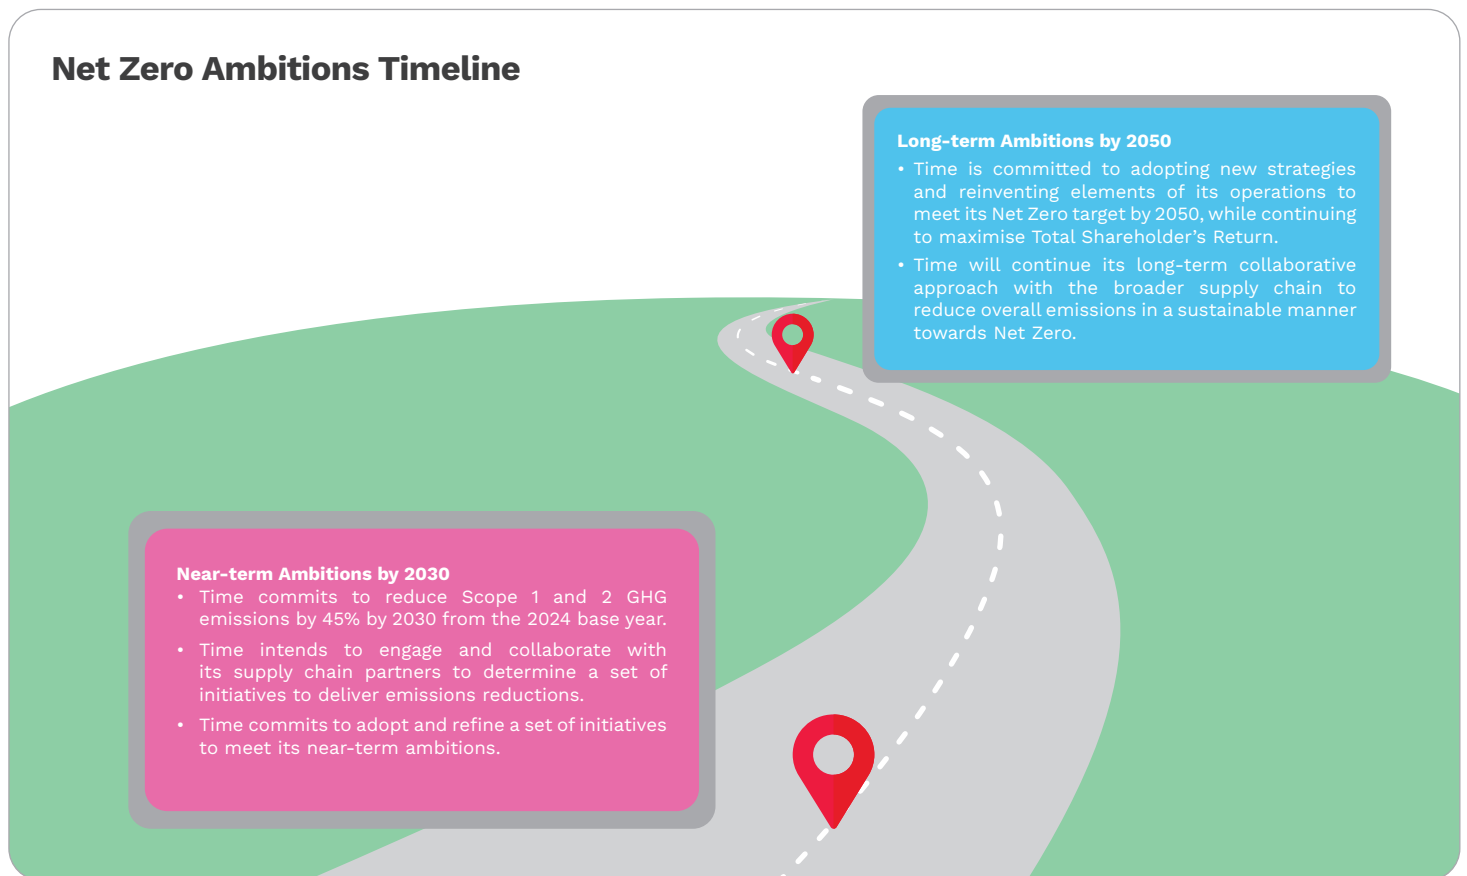 Net Zero Ambitions Timeline
Long-term Ambitions by 2050
• Time is committed to adopting new strategies
and reinventing elements of its operations to
meet its Net Zero target by 2050, while continuing
to maximise Total Shareholder’s Return.
• Time will continue its long-term collaborative
approach with the broader supply chain to
reduce overall emissions in a sustainable manner
towards Net Zero.
Near-term Ambitions by 2030
• Time commits to reduce Scope 1 and 2 GHG
emissions by 45% by 2030 from the 2024 base year.
• Time intends to engage and collaborate with
its supply chain partners to determine a set of
initiatives to deliver emissions reductions.
• Time commits to adopt and refine a set of initiatives
to meet its near-term ambitions.